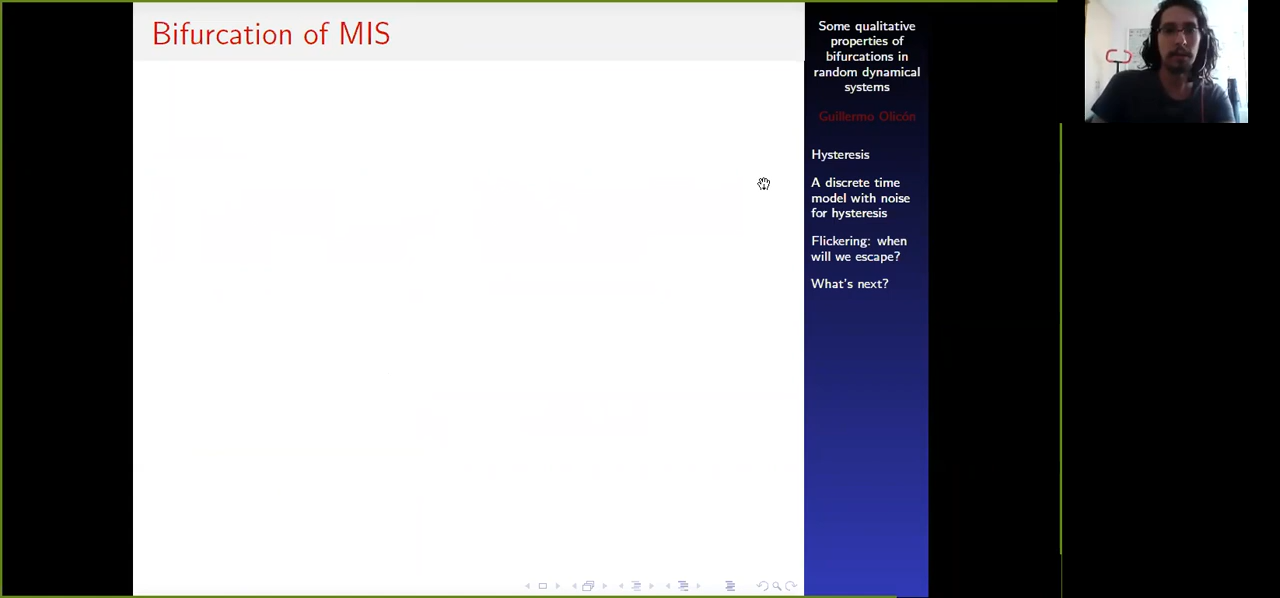 Bifurcation of MIS
Some qualitative
properties of
bifurcations in
random dynamical
systems
Guillermo Olicón
Hysteresis
A discrete time
model with noise
for hysteresis
Flickering: when
will we escape?
What's next?